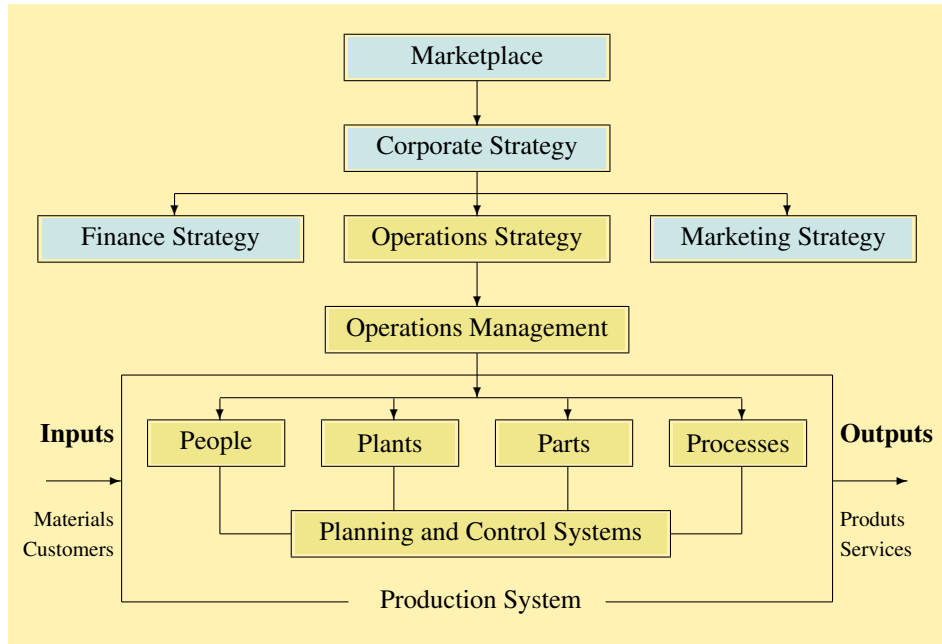 Marketplace
Corporate Strategy
Finance Strategy
Operations Strategy
Marketing Strategy
Operations Management
Inputs
People
Plants
Parts
Processes
Outputs
Materials
Customers
Planning and Control Systems
Produts
Services
Production System